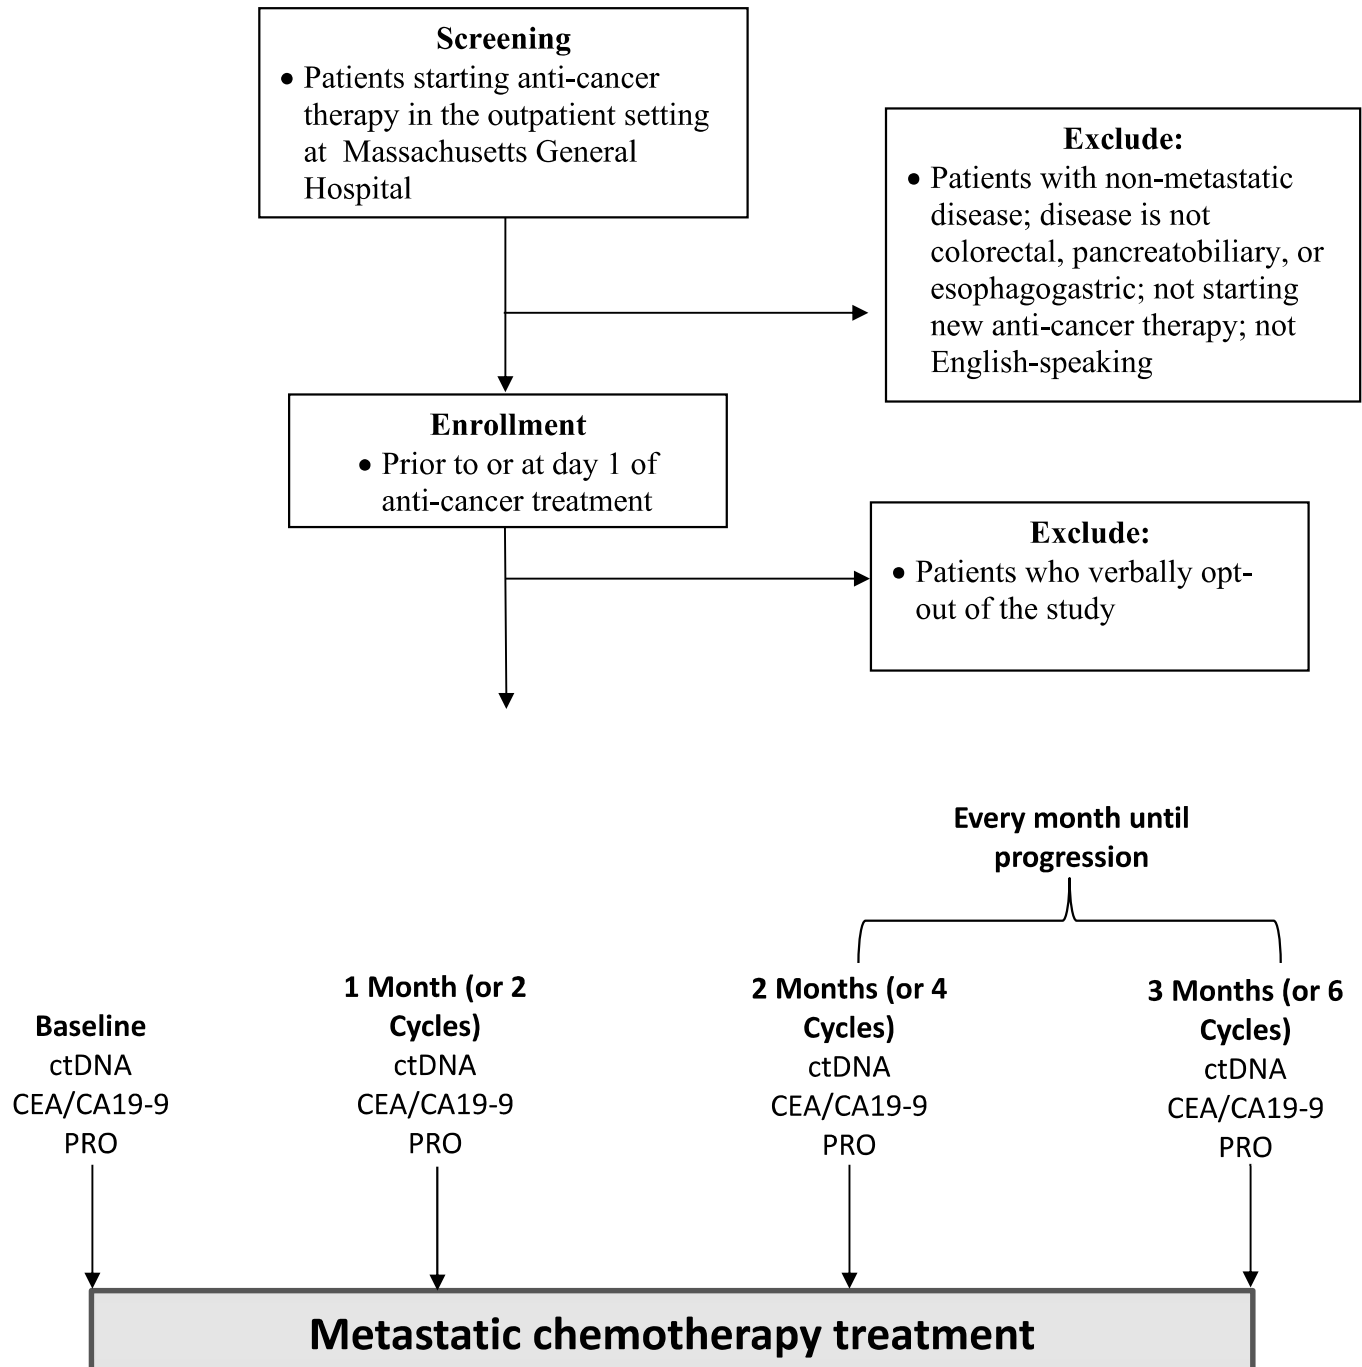 Screening
• Patients starting anti-cancer
therapy in the outpatient setting
at Massachusetts General
Hospital
Exclude:
• Patients with non-metastatic
disease; disease is not
colorectal, pancreatobiliary, or
esophagogastric; not starting
new anti-cancer therapy; not
English-speaking
Enrollment
• Prior to or at day 1 of
anti-cancer treatment
Exclude:
• Patients who verbally opt-
out of the study
Every month until
progression
Baseline
ctDNA
CEA/CA19-9
PRO
1 Month (or 2
Cycles)
ctDNA
CEA/CA19-9
PRO
2 Months (or 4
Cycles)
ctDNA
CEA/CA19-9
PRO
3 Months (or 6
Cycles)
ctDNA
CEA/CA19-9
PRO
Metastatic chemotherapy treatment